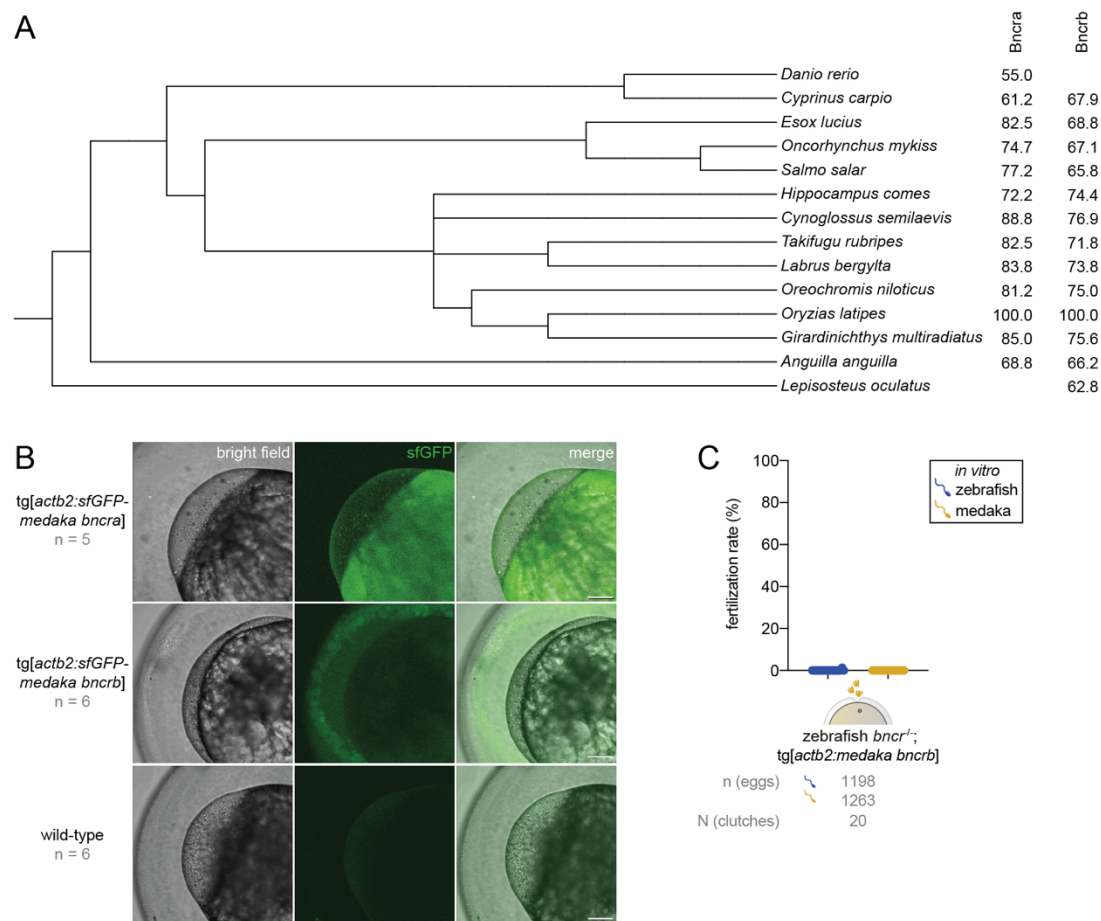 A
Bncra
Bncrb
Danio rerio 55.0
Cyprinus carpio 61.2 67.9
Esox lucius 82.5 68.8
Oncorhynchus mykiss 74.7 67.1
Salmo salar 77.2 65.8
Hippocampus comes 72.2 74.4
Cynoglossus semilaevis 88.8 76.9
Takifugu rubripes 82.5 71.8
Labrus bergylta 83.8 73.8
Oreochromis niloticus 81.2 75.0
Oryzias latipes 100.0 100.0
Girardinichthys multiradiatus 85.0 75.6
Anguilla anguilla 68.8 66.2
Lepisosteus oculatus 62.8
B
bright field
sfGFP
merge
tg[actb2:sfGFP-
medaka bncra]
n = 5
tg[actb2:sfGFP-
medaka bncrb]
n = 6
wild-type
n = 6
C
fertilization rate (%)
100
80
60
40
20
0
in vitro
zebrafish
medaka
zebrafish bncr-/-;
tg[actb2:medaka bncrb]
n (eggs) 1198
1263
N (clutches) 20